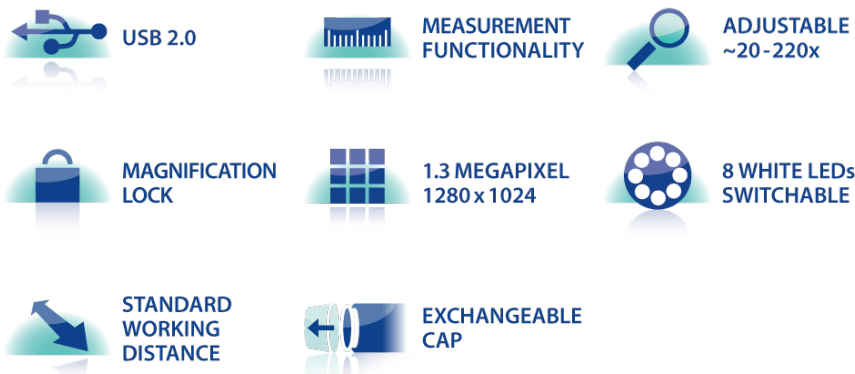 USB 2.0
MEASUREMENT
FUNCTIONALITY
ADJUSTABLE
~20-220x
MAGNIFICATION
LOCK
1.3 MEGAPIXEL
1280 x 1024
8 WHITE LEDs
SWITCHABLE
STANDARD
WORKING
DISTANCE
EXCHANGEABLE
CAP